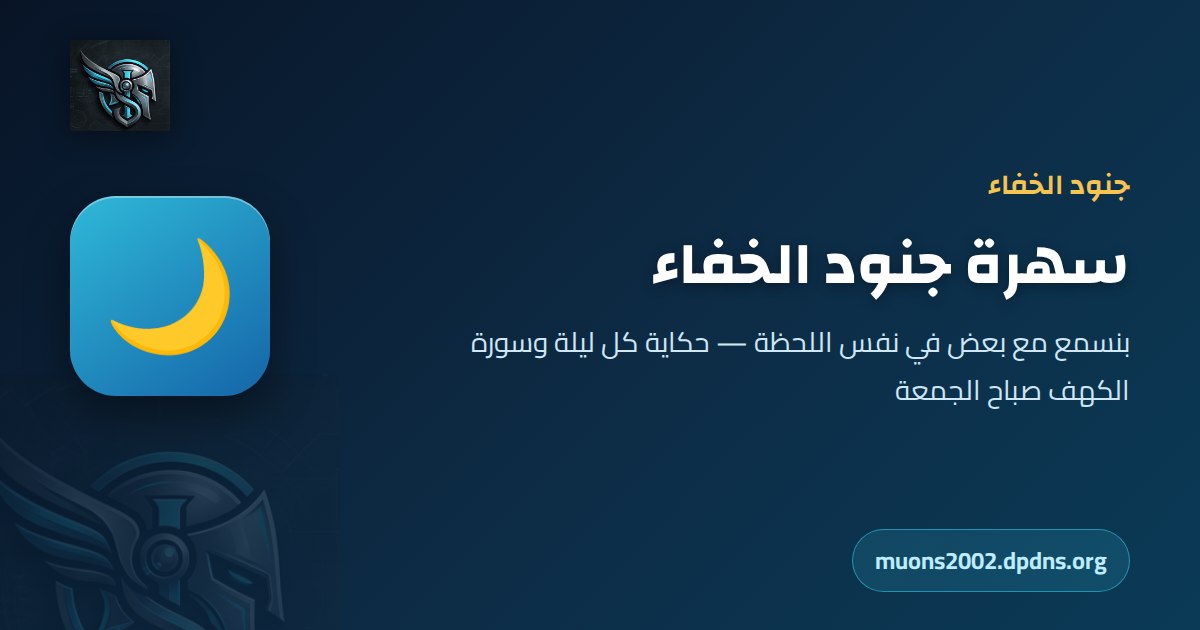 جنود الخفاء
سهرة جنود الخفاء
بنسمع مع بعض في نفس اللحظة — حكاية كل ليلة وسورة
الكهف صباح الجمعة
muons2002.dpdns.org